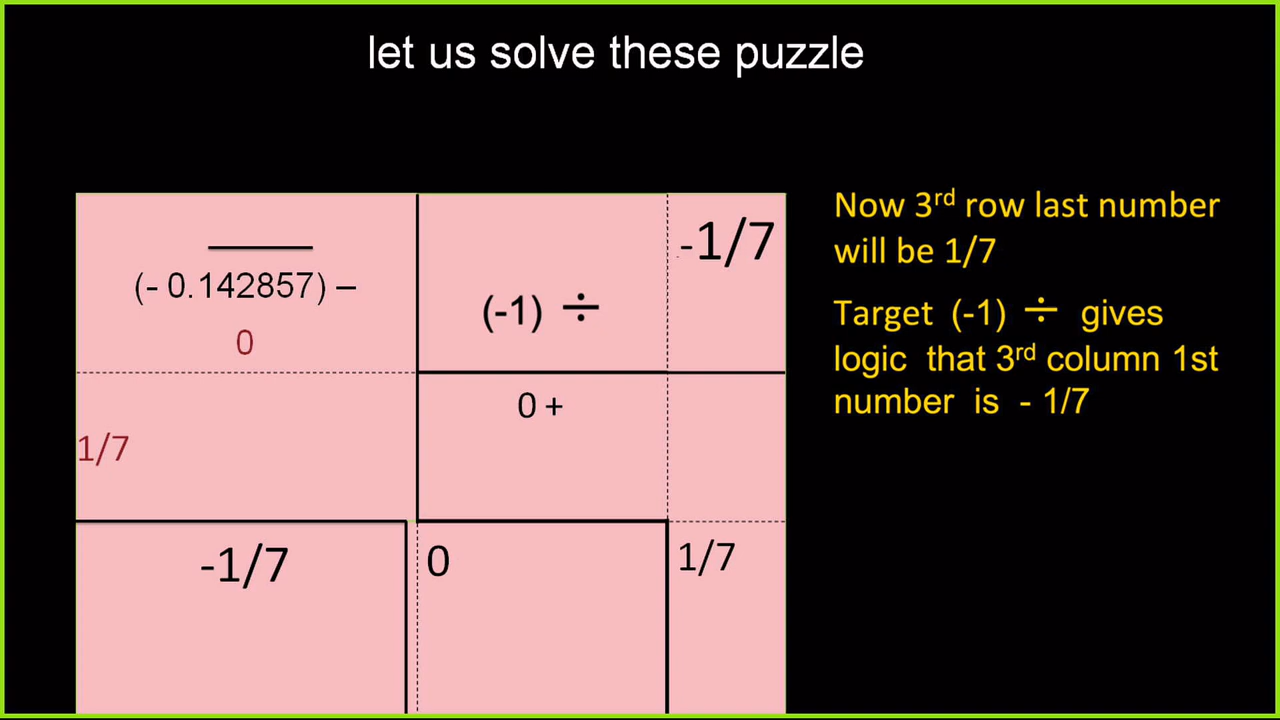 let us solve these puzzle
-1/7
(- 0.142857) –
(-1) ÷
0
0 +
1/7
-1/7
0
1/7
Now 3rd row last number
will be 1/7
Target (-1) ÷ gives
logic that 3rd column 1st
number is - 1/7